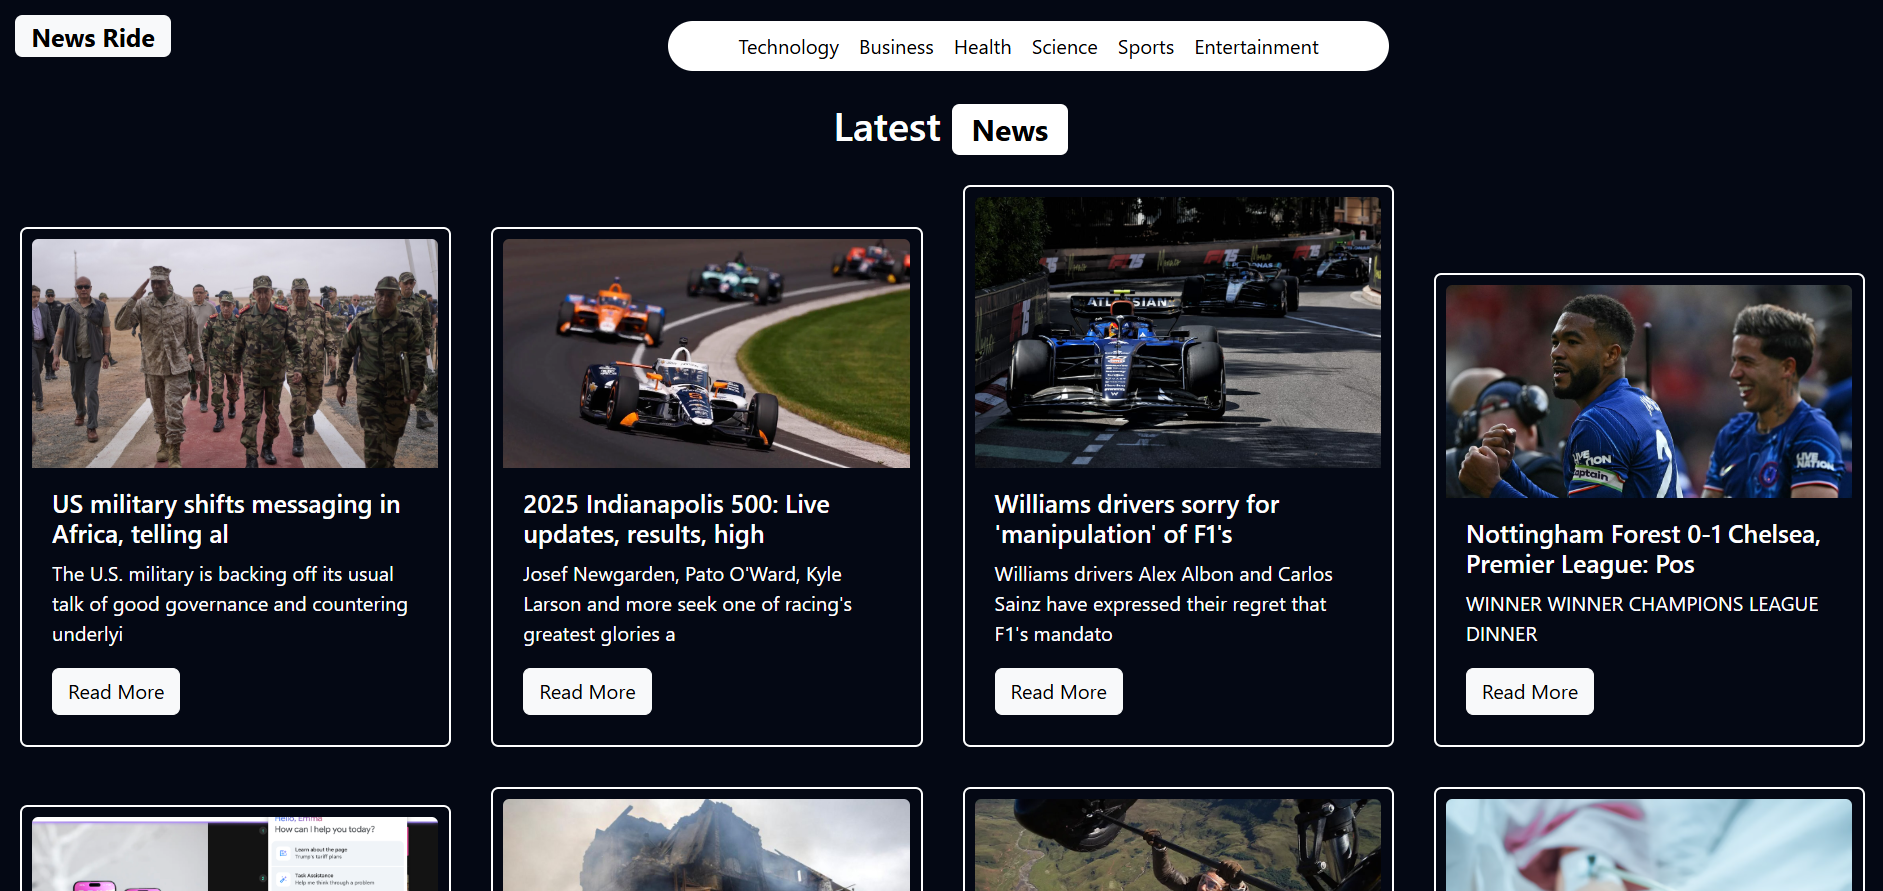 News Ride
Technology Business Health Science Sports Entertainment
Latest News
US military shifts messaging in
Africa, telling al
The U.S. military is backing off its usual
talk of good governance and countering
underlyi
Read More
2025 Indianapolis 500: Live
updates, results, high
Josef Newgarden, Pato O'Ward, Kyle
Larson and more seek one of racing's
greatest glories a
Read More
ATLASSIAN
Williams drivers sorry for
'manipulation' of F1's
Williams drivers Alex Albon and Carlos
Sainz have expressed their regret that
F1's mandato
Read More
LIVE
NATION
Captain
LIVE
NATION
Nottingham Forest 0-1 Chelsea,
Premier League: Pos
WINNER WINNER CHAMPIONS LEAGUE
DINNER
Read More
Hello, Emma
How can I help you today?
Learn about the page
Trump's tariff plans
Task Assistance
Help me think through a problem